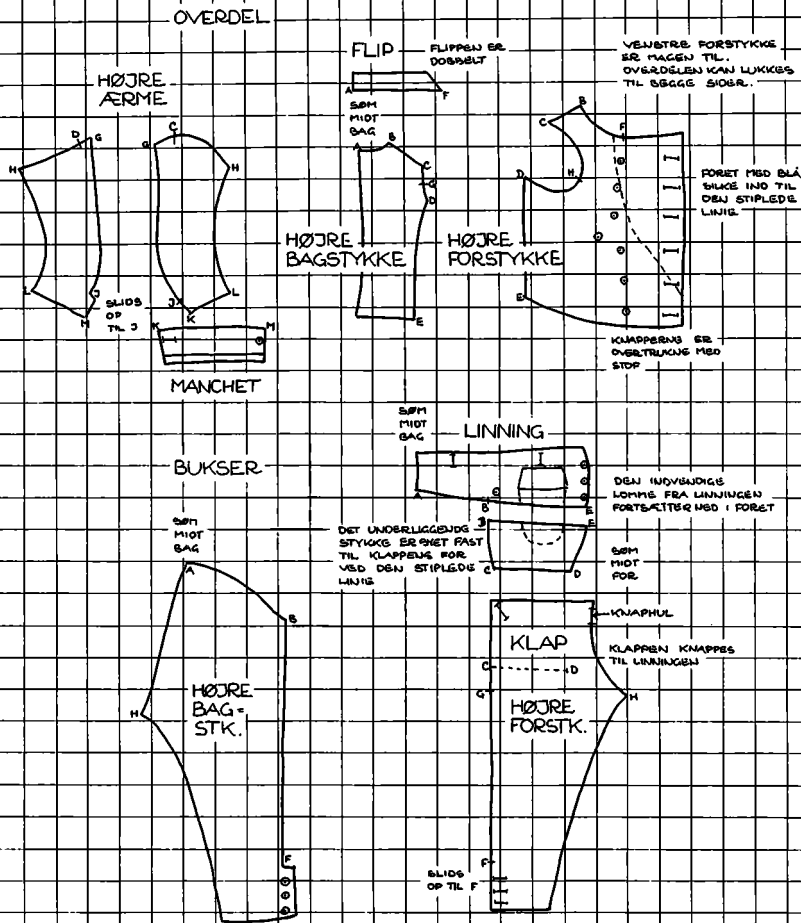 OVERDEL
FLIP
FLIPPEN ER
DOBBELT
A
F
VENSTRE FORSTYKKE
ER MAGEN TIL.
OVERDELEN KAN LUKKES
TIL BEGGE SIDER.
HØJRE
ÆRME
D
G
H
L
J
M
SLIDS
OP
TIL J
C
G
H
J
K
L
K
M
MANCHET
SØM
MIDT
BAG
A
B
C
G
D
E
HØJRE
BAGSTYKKE
B
C
F
D
H
E
HØJRE
FORSTYKKE
FORET MED BLÅ
SILKE IND TIL
DEN STIPLEDE
LINIE
KNAPPERNE ER
OVERTRUKNE MED
STOF
BUKSER
SØM
MIDT
BAG
LINNING
A
C
B
E
DEN INDVENDIGE
LOMME FRA LINNINGEN
FORTSÆTTER NED I FORET
DET UNDERLIGGENDE
STYKKE ER SYET FAST
TIL KLAPPENS FOR
VED DEN STIPLEDE
LINIE
B
E
C
D
SØM
MIDT
FOR
SØM
MIDT
BAG
A
B
H
HØJRE
BAG=
STK.
F
KNAPHUL
KLAP
KLAPPEN KNAPPES
TIL LINNINGEN
C
D
G
H
HØJRE
FORSTK.
F
SLIDS
OP TIL F